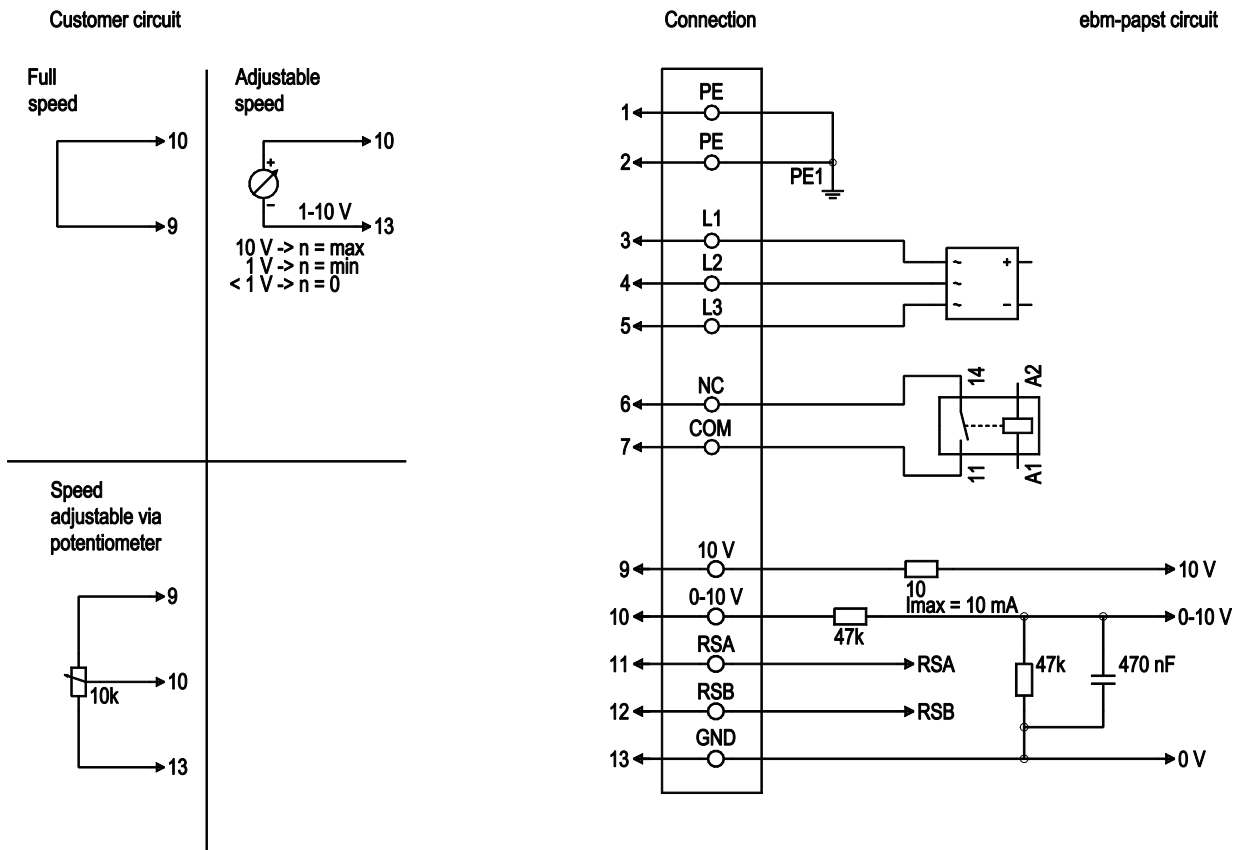 Customer circuit
Connection
ebm-papst circuit
Full
speed
10
9
Adjustable
speed
10
+
−
1-10 V
13
10 V -> n = max
1 V -> n = min
< 1 V -> n = 0
Speed
adjustable via
potentiometer
9
10
10k
13
1
PE
2
PE
PE1
3
L1
4
L2
5
L3
~
+
~
~
−
6
NC
7
COM
14
A2
11
A1
9
10 V
10
Imax = 10 mA
10 V
10
0-10 V
47k
0-10 V
11
RSA
RSA
47k
470 nF
12
RSB
RSB
13
GND
0 V